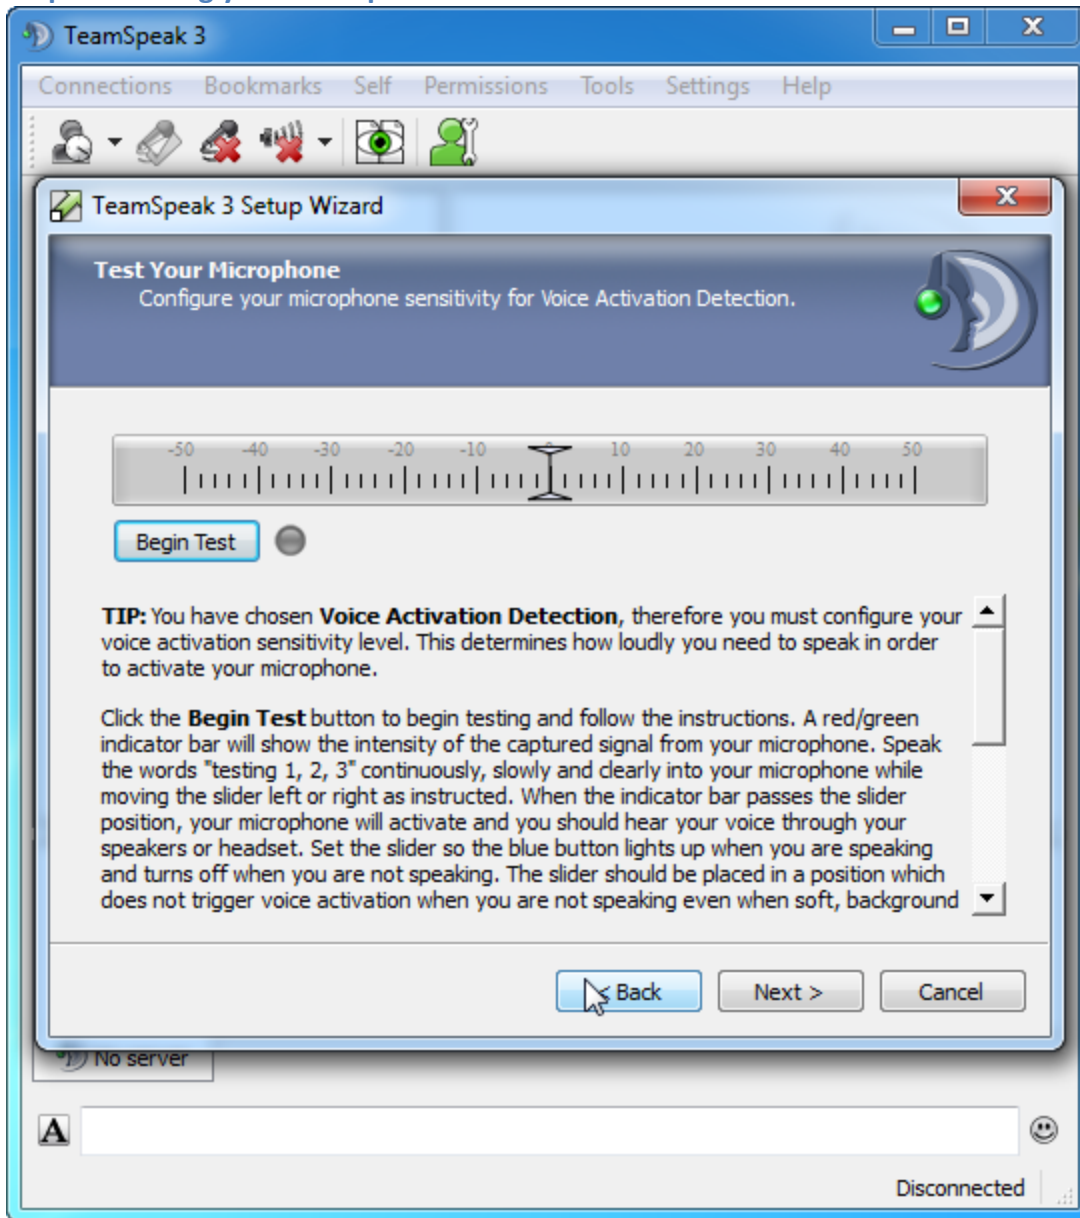 TeamSpeak 3
Connections Bookmarks Self Permissions Tools Settings Help
TeamSpeak 3 Setup Wizard
Test Your Microphone
Configure your microphone sensitivity for Voice Activation Detection.
-50 -40 -30 -20 -10 0 10 20 30 40 50
Begin Test
TIP: You have chosen Voice Activation Detection, therefore you must configure your
voice activation sensitivity level. This determines how loudly you need to speak in order
to activate your microphone.
Click the Begin Test button to begin testing and follow the instructions. A red/green
indicator bar will show the intensity of the captured signal from your microphone. Speak
the words "testing 1, 2, 3" continuously, slowly and clearly into your microphone while
moving the slider left or right as instructed. When the indicator bar passes the slider
position, your microphone will activate and you should hear your voice through your
speakers or headset. Set the slider so the blue button lights up when you are speaking
and turns off when you are not speaking. The slider should be placed in a position which
does not trigger voice activation when you are not speaking even when soft, background
< Back Next > Cancel
No server
A
Disconnected